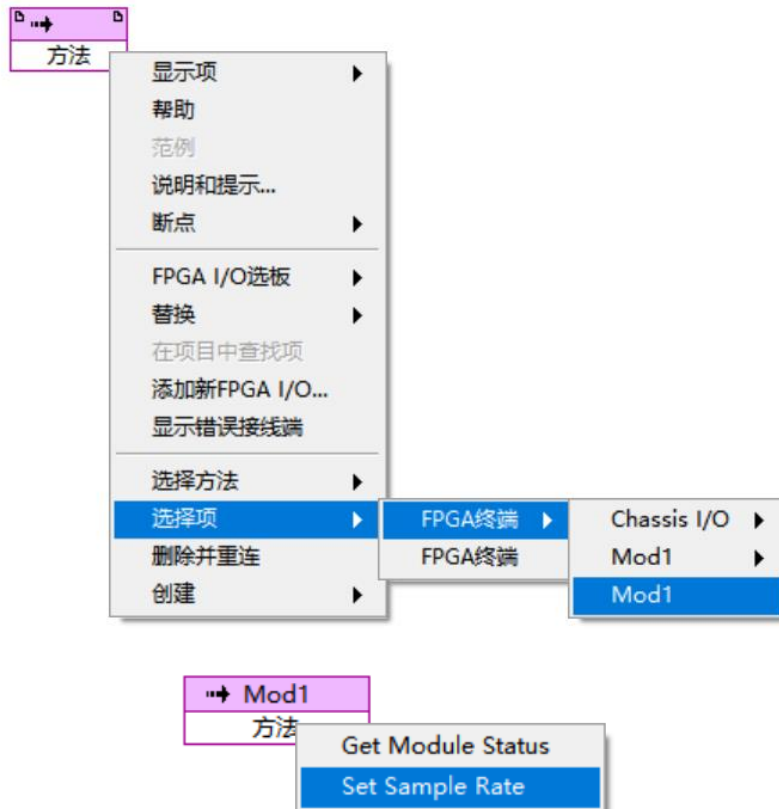 方法
显示项
帮助
范例
说明和提示...
断点
FPGA I/O选板
替换
在项目中查找项
添加新FPGA I/O...
显示错误接线端
选择方法
选择项
FPGA终端
Chassis I/O
删除并重连
FPGA终端
Mod1
创建
Mod1
Mod1
方法
Get Module Status
Set Sample Rate